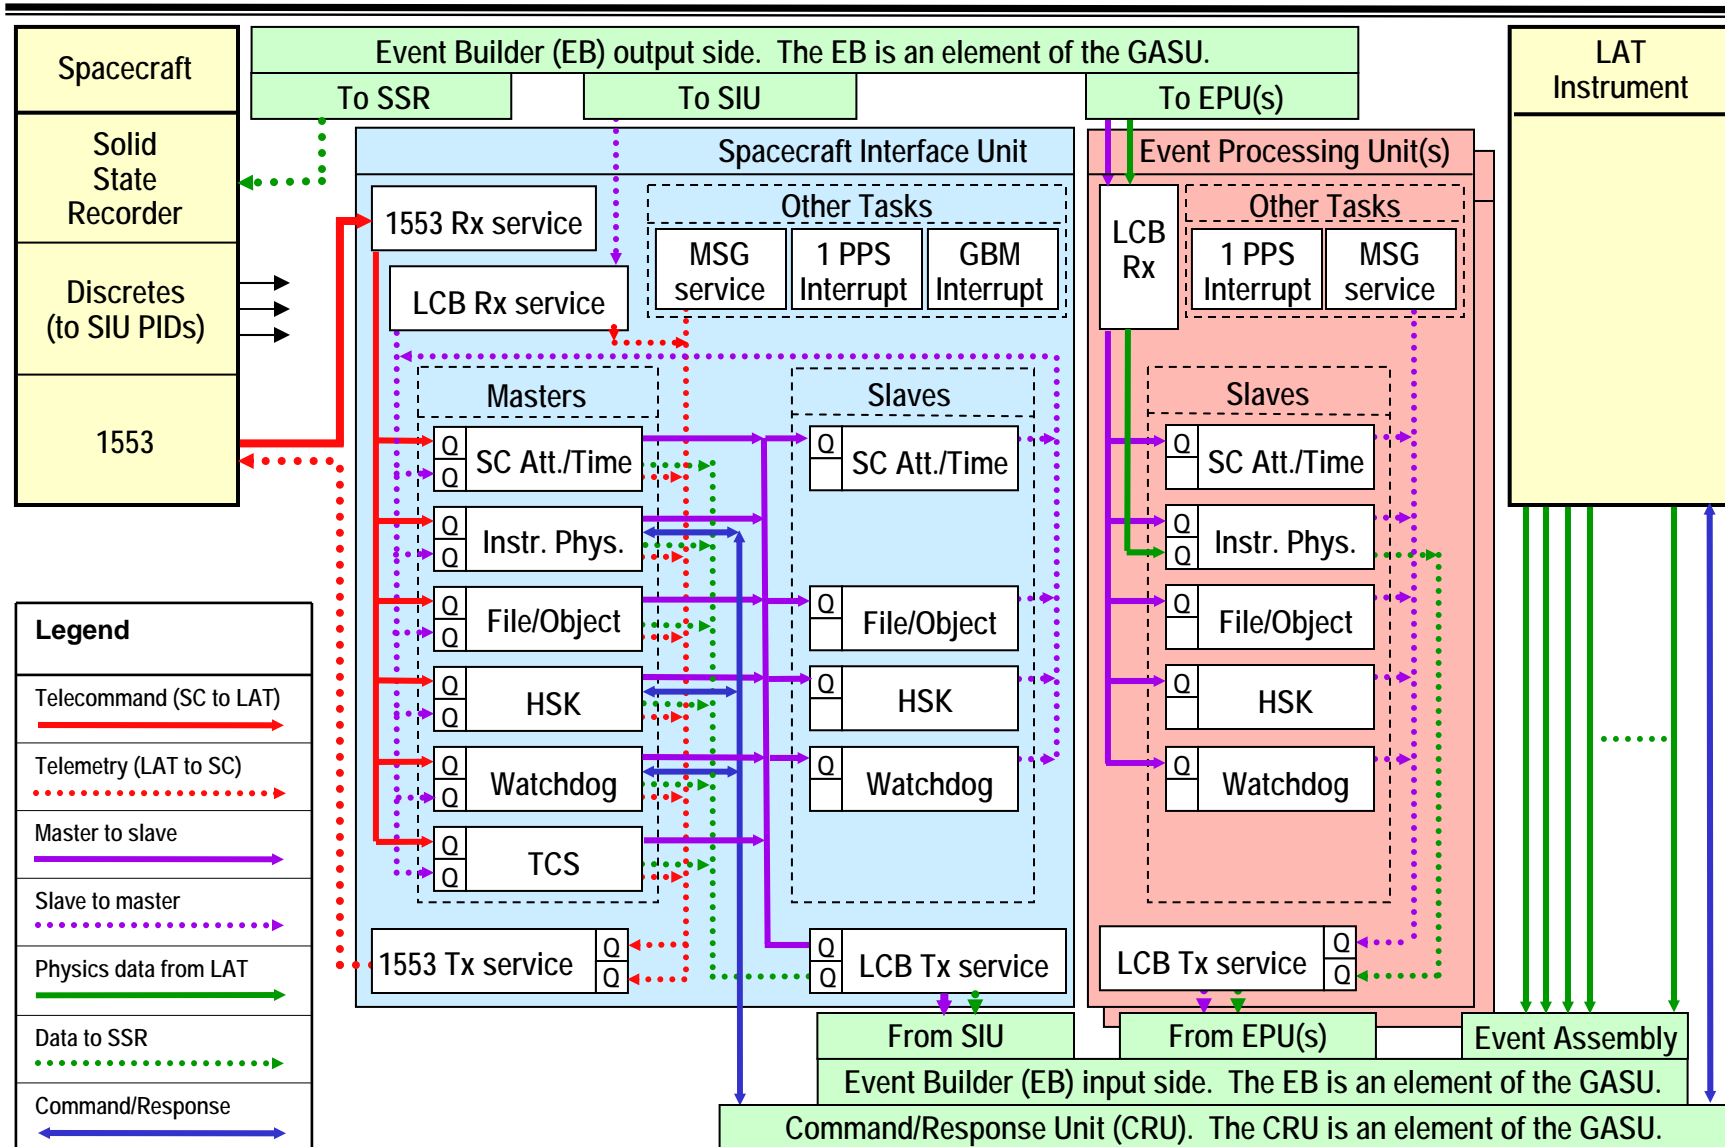 Spacecraft
Solid
State
Recorder
Discretes
(to SIU PIDs)
1553
Event Builder (EB) output side.  The EB is an element of the GASU.
To SSR
To SIU
To EPU(s)
LAT
Instrument
Spacecraft Interface Unit
1553 Rx service
LCB Rx service
Other Tasks
MSG
service
1 PPS
Interrupt
GBM
Interrupt
Masters
Q
Q
SC Att./Time
Q
Q
Instr. Phys.
Q
Q
File/Object
Q
Q
HSK
Q
Q
Watchdog
Q
Q
TCS
Slaves
Q
SC Att./Time
Q
File/Object
Q
HSK
Q
Watchdog
1553 Tx service
Q
Q
Q
Q
LCB Tx service
Event Processing Unit(s)
LCB
Rx
Other Tasks
1 PPS
Interrupt
MSG
service
Slaves
Q
SC Att./Time
Q
Q
Instr. Phys.
Q
File/Object
Q
HSK
Q
Watchdog
LCB Tx service
Q
Q
From SIU
From EPU(s)
Event Assembly
Event Builder (EB) input side.  The EB is an element of the GASU.
Command/Response Unit (CRU).  The CRU is an element of the GASU.
Legend
Telecommand (SC to LAT)
Telemetry (LAT to SC)
Master to slave
Slave to master
Physics data from LAT
Data to SSR
Command/Response